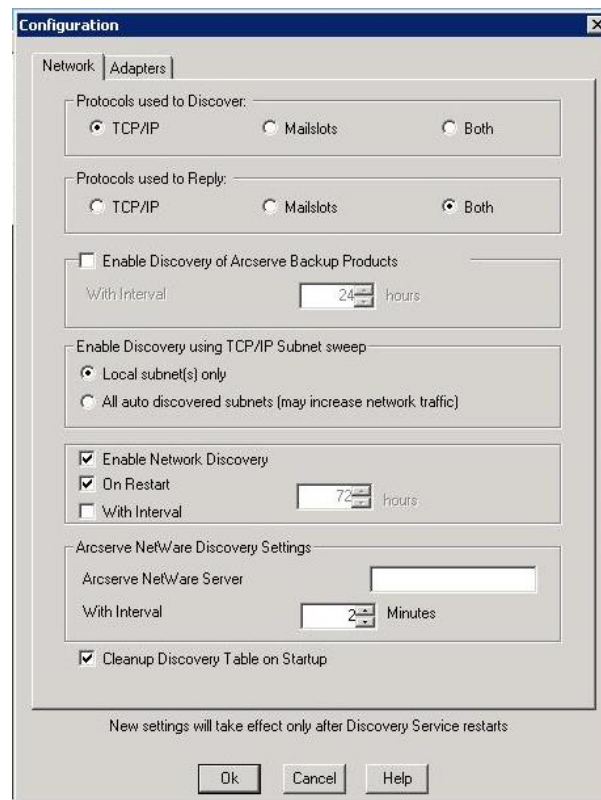 Configuration
Network Adapters
Protocols used to Discover:
TCP/IP Mailslots Both
Protocols used to Reply:
TCP/IP Mailslots Both
Enable Discovery of Arcserve Backup Products
With Interval 24 hours
Enable Discovery using TCP/IP Subnet sweep
Local subnet(s) only
All auto discovered subnets (may increase network traffic)
Enable Network Discovery
On Restart
72 hours
With Interval
Arcserve NetWare Discovery Settings
Arcserve NetWare Server
With Interval 2 Minutes
Cleanup Discovery Table on Startup
New settings will take effect only after Discovery Service restarts
Ok Cancel Help